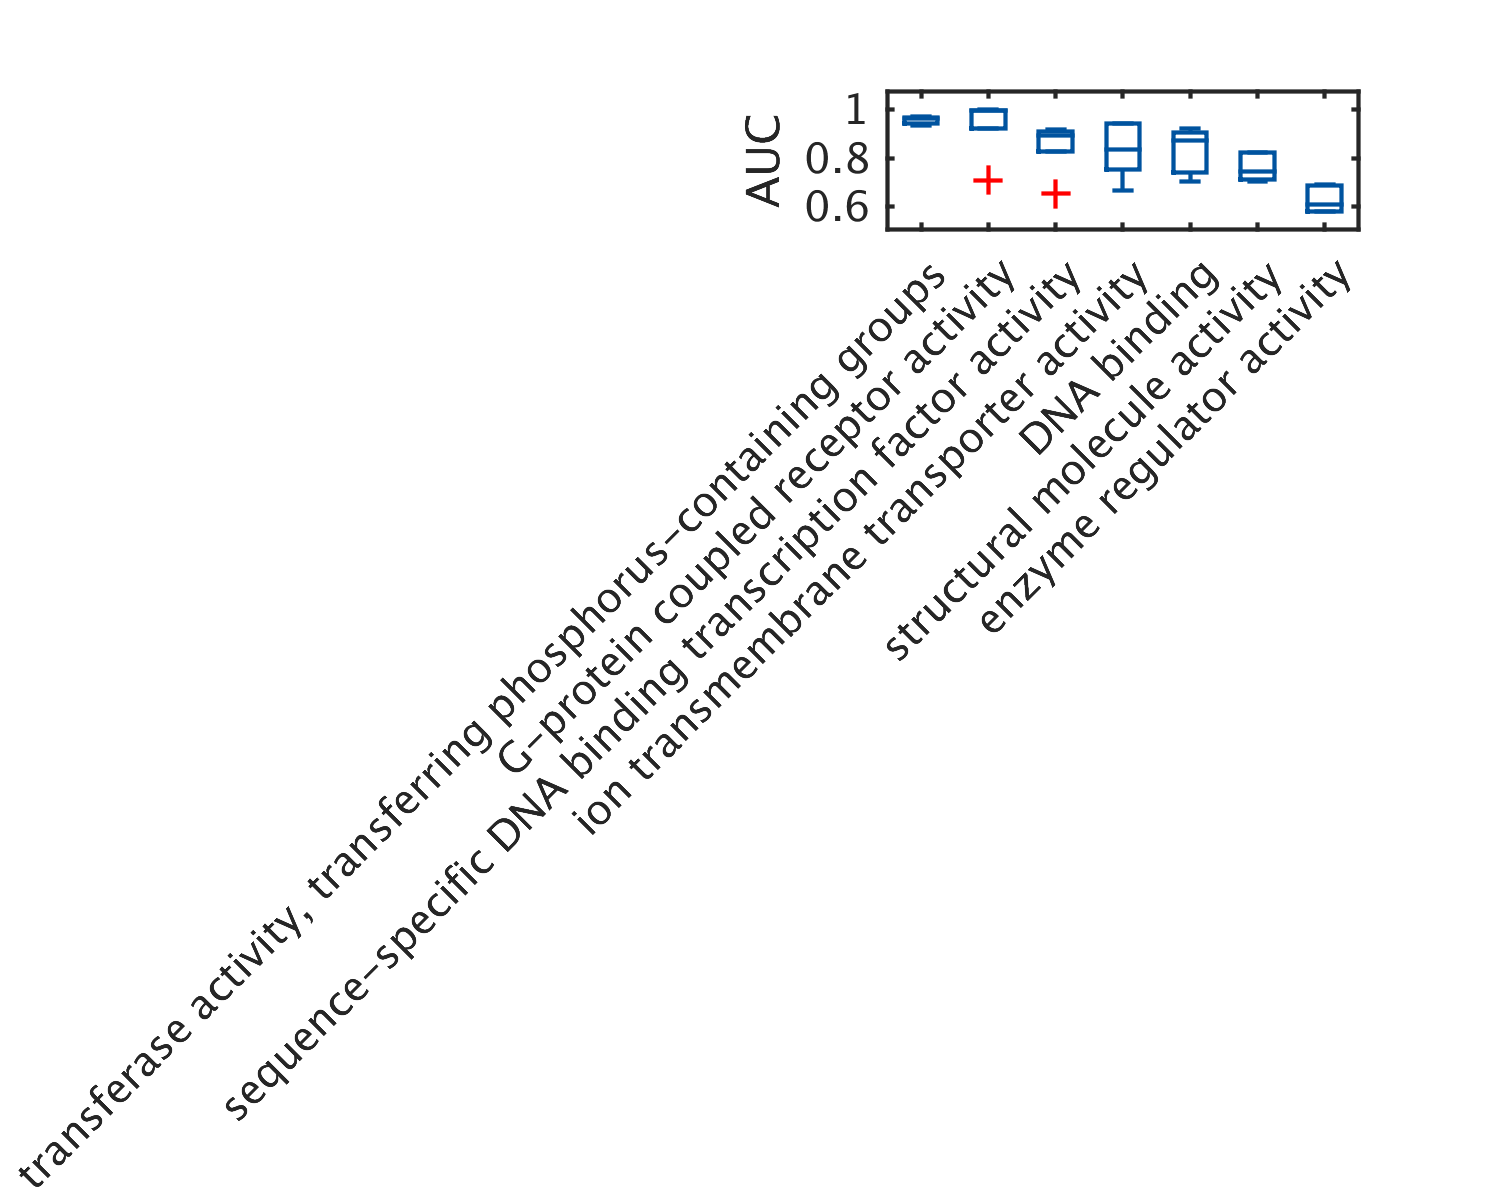 AUC
1
0.8
0.6
transferase activity, transferring phosphorus-containing groups
G-protein coupled receptor activity
sequence-specific DNA binding transcription factor activity
ion transmembrane transporter activity
DNA binding
structural molecule activity
enzyme regulator activity